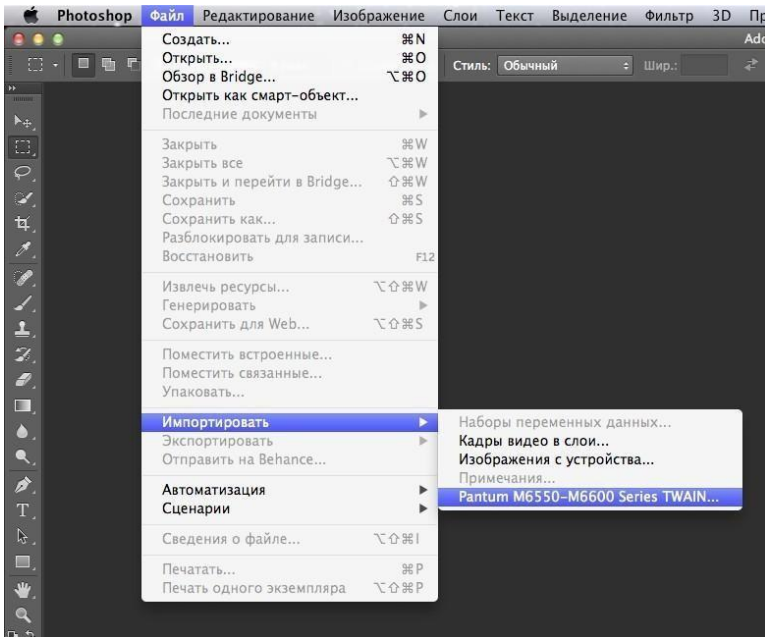 Photoshop Файл Редактирование Изображение Слои Текст Выделение Фильтр 3D
Создать... ⌘N
Открыть... ⌘O
Обзор в Bridge... ⌥⌘O
Открыть как смарт-объект...
Последние документы
Закрыть ⌘W
Закрыть все ⌥⌘W
Закрыть и перейти в Bridge... ⇧⌘W
Сохранить ⌘S
Сохранить как... ⇧⌘S
Разблокировать для записи...
Восстановить F12
Извлечь ресурсы... ⌥⇧⌘W
Генерировать
Сохранить для Web... ⌥⇧⌘S
Поместить встроенные...
Поместить связанные...
Упаковать...
Импортировать
Экспортировать
Отправить на Behance...
Автоматизация
Сценарии
Сведения о файле... ⌥⇧⌘I
Печатать... ⌘P
Печать одного экземпляра ⌥⇧⌘P
Стиль: Обычный Шир.:
Наборы переменных данных...
Кадры видео в слои...
Изображения с устройства...
Примечания...
Pantum M6550-M6600 Series TWAIN...